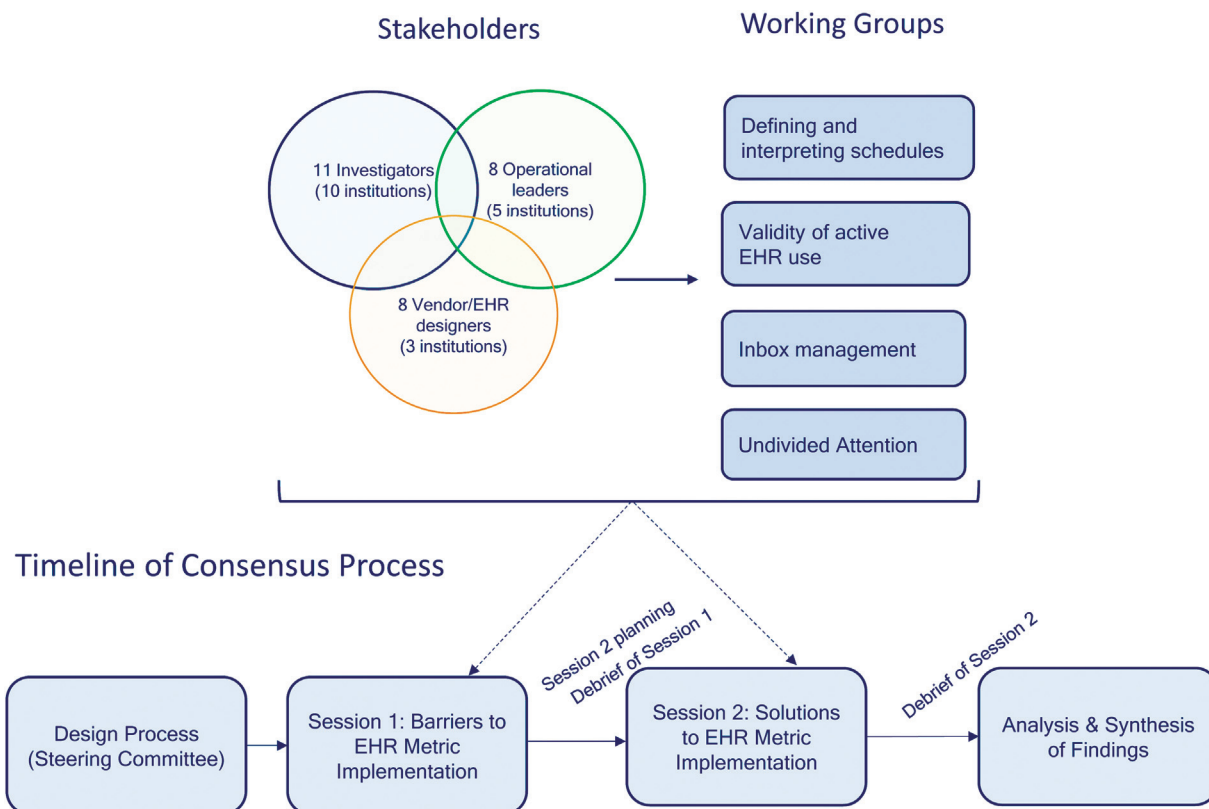 Stakeholders
Working Groups
11 Investigators
(10 institutions)
8 Operational
leaders
(5 institutions)
8 Vendor/EHR
designers
(3 institutions)
Defining and
interpreting schedules
Validity of active
EHR use
Inbox management
Undivided Attention
Timeline of Consensus Process
Design Process
(Steering Committee)
Session 1: Barriers to
EHR Metric
Implementation
Session 2 planning
Debrief of Session 1
Session 2: Solutions
to EHR Metric
Implementation
Debrief of Session 2
Analysis & Synthesis
of Findings